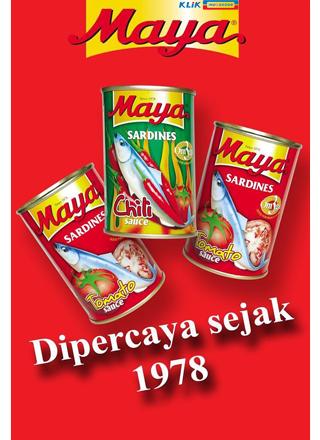 KLiK
Maya
Maya
SARDINES
Chili
sauce
Maya
SARDINES
Tomato
sauce
Maya
SARDINES
Tomato
sauce
Dipercaya sejak
1978